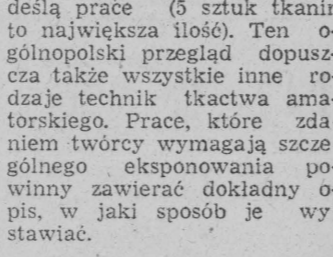 deślą prace (5 sztuk tkanin
to największa ilość). Ten o-
gólnopolski przegląd dopusz-
cza także wszystkie inne ro-
dzaje technik tkactwa ama-
torskiego. Prace, które zda
niem twórcy wymagają szcze
gólnego eksponowania po-
winny zawierać dokładny o-
pis, w jaki sposób je wy
stawiać.